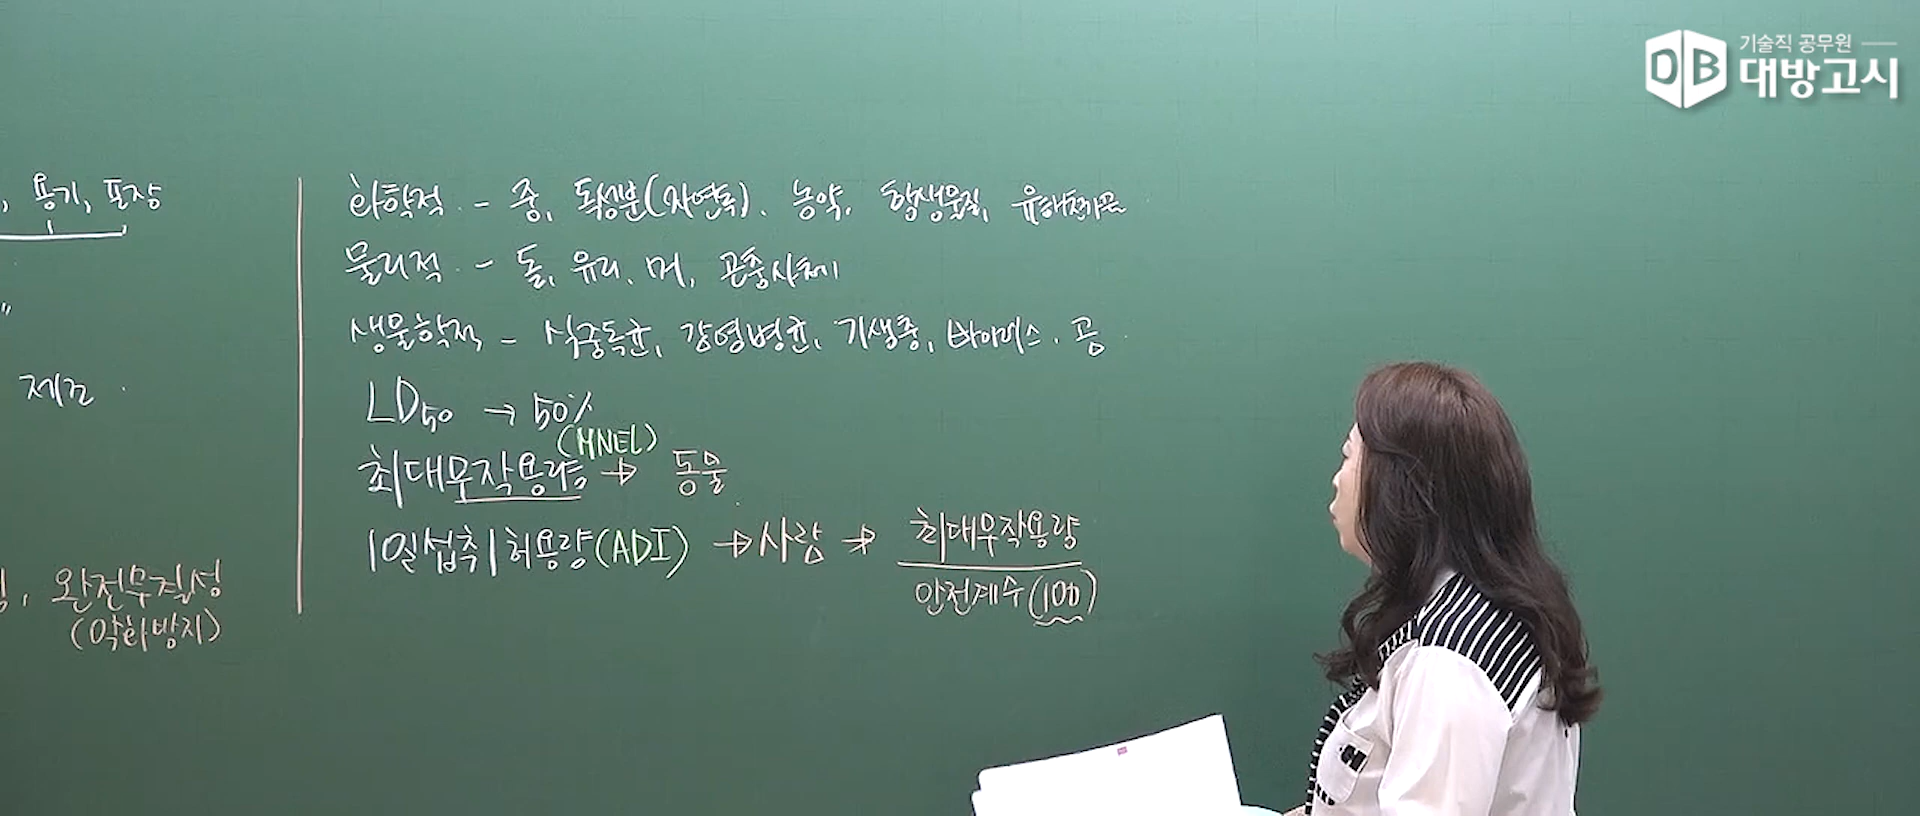 기술직 공무원
DB 대방고시
, 용기, 포장
"
제조
, 완전무결성
(약화방지)
화학적 - 중, 독성분(자연독), 농약, 항생물질, 유해첨가물
물리적 - 돌, 유리, 머, 곤충사체
생물학적 - 식중독균, 감염병균, 기생충, 바이러스, 곰
LD50 → 50%
(MNEL)
최대무작용량 → 동물
1일섭취허용량(ADI) → 사람 → 최대무작용량
안전계수(100)